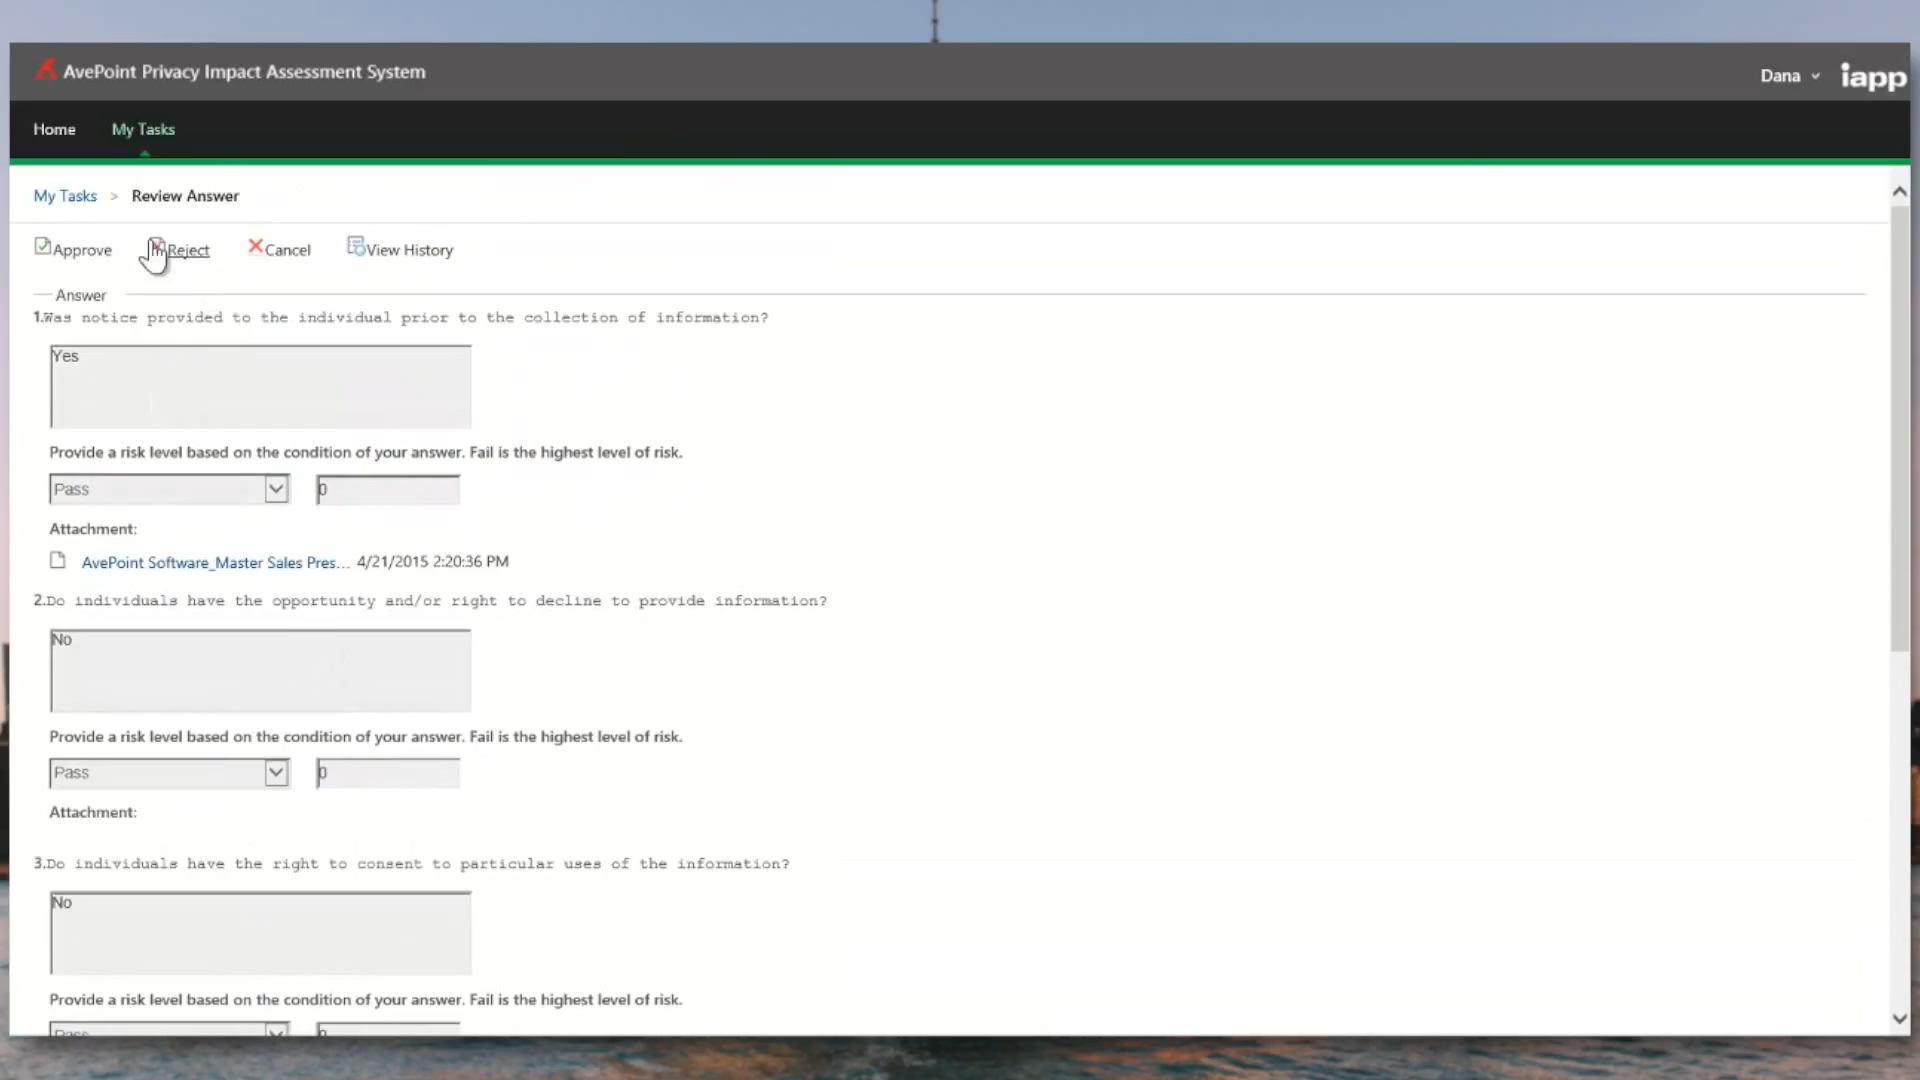 AvePoint Privacy Impact Assessment System
Dana
iapp
Home My Tasks
My Tasks > Review Answer
Approve Reject Cancel View History
Answer
1.Was notice provided to the individual prior to the collection of information?
Yes
Provide a risk level based on the condition of your answer. Fail is the highest level of risk.
Pass 0
Attachment:
AvePoint Software_Master Sales Pres... 4/21/2015 2:20:36 PM
2.Do individuals have the opportunity and/or right to decline to provide information?
No
Provide a risk level based on the condition of your answer. Fail is the highest level of risk.
Pass 0
Attachment:
3.Do individuals have the right to consent to particular uses of the information?
No
Provide a risk level based on the condition of your answer. Fail is the highest level of risk.
Pass 0